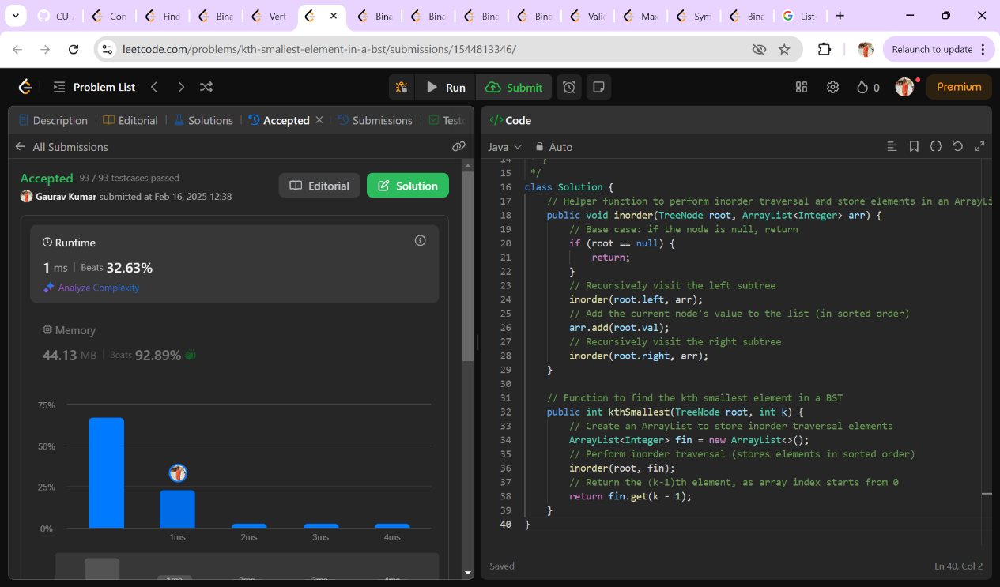 CU-
Con
Find
Bina
Vert
Bina
Bina
Bina
Bina
Valid
Max
Sym
Bina
List-
leetcode.com/problems/kth-smallest-element-in-a-bst/submissions/1544813346/
Relaunch to update
Problem List
Run
Submit
0
Premium
Description
Editorial
Solutions
Accepted
Submissions
Testc
</> Code
All Submissions
Java
Auto
Accepted 93 / 93 testcases passed
Gaurav Kumar submitted at Feb 16, 2025 12:38
Editorial
Solution
Runtime
1 ms | Beats 32.63%
Analyze Complexity
Memory
44.13 MB | Beats 92.89%
75%
50%
25%
0%
1ms 2ms 3ms 4ms
1ms 2ms 3ms 4ms
14 * }
15 */
16 class Solution {
17 // Helper function to perform inorder traversal and store elements in an ArrayLi
18 public void inorder(TreeNode root, ArrayList<Integer> arr) {
19 // Base case: if the node is null, return
20 if (root == null) {
21 return;
22 }
23 // Recursively visit the left subtree
24 inorder(root.left, arr);
25 // Add the current node's value to the list (in sorted order)
26 arr.add(root.val);
27 // Recursively visit the right subtree
28 inorder(root.right, arr);
29 }
30
31 // Function to find the kth smallest element in a BST
32 public int kthSmallest(TreeNode root, int k) {
33 // Create an ArrayList to store inorder traversal elements
34 ArrayList<Integer> fin = new ArrayList<>();
35 // Perform inorder traversal (stores elements in sorted order)
36 inorder(root, fin);
37 // Return the (k-1)th element, as array index starts from 0
38 return fin.get(k - 1);
39 }
40 }
Saved
Ln 40, Col 2